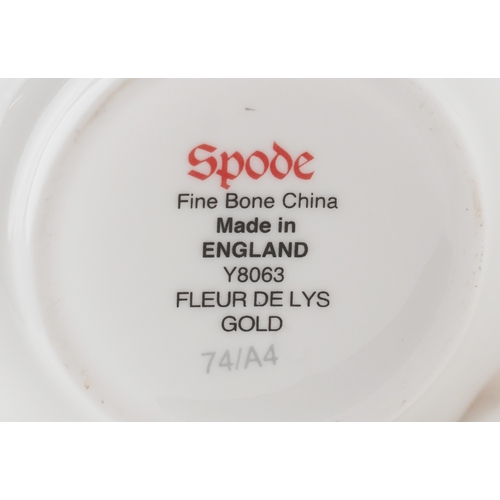 Spode
Fine Bone China
Made in
ENGLAND
Y8063
FLEUR DE LYS
GOLD
74/A4